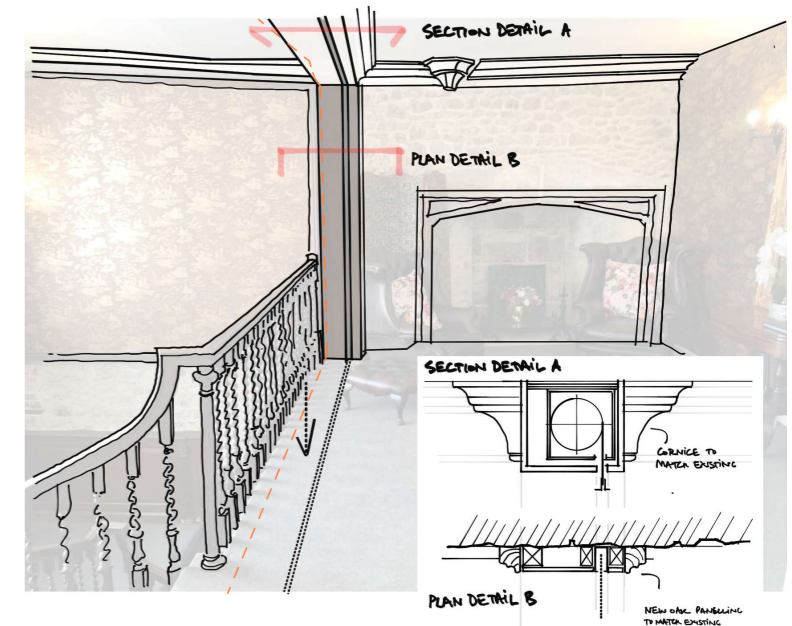 SECTION DETAIL A
PLAN DETAIL B
SECTION DETAIL A
CORNICE TO
MATCH EXISTING
PLAN DETAIL B
NEW OAK PANELLING
TO MATCH EXISTING